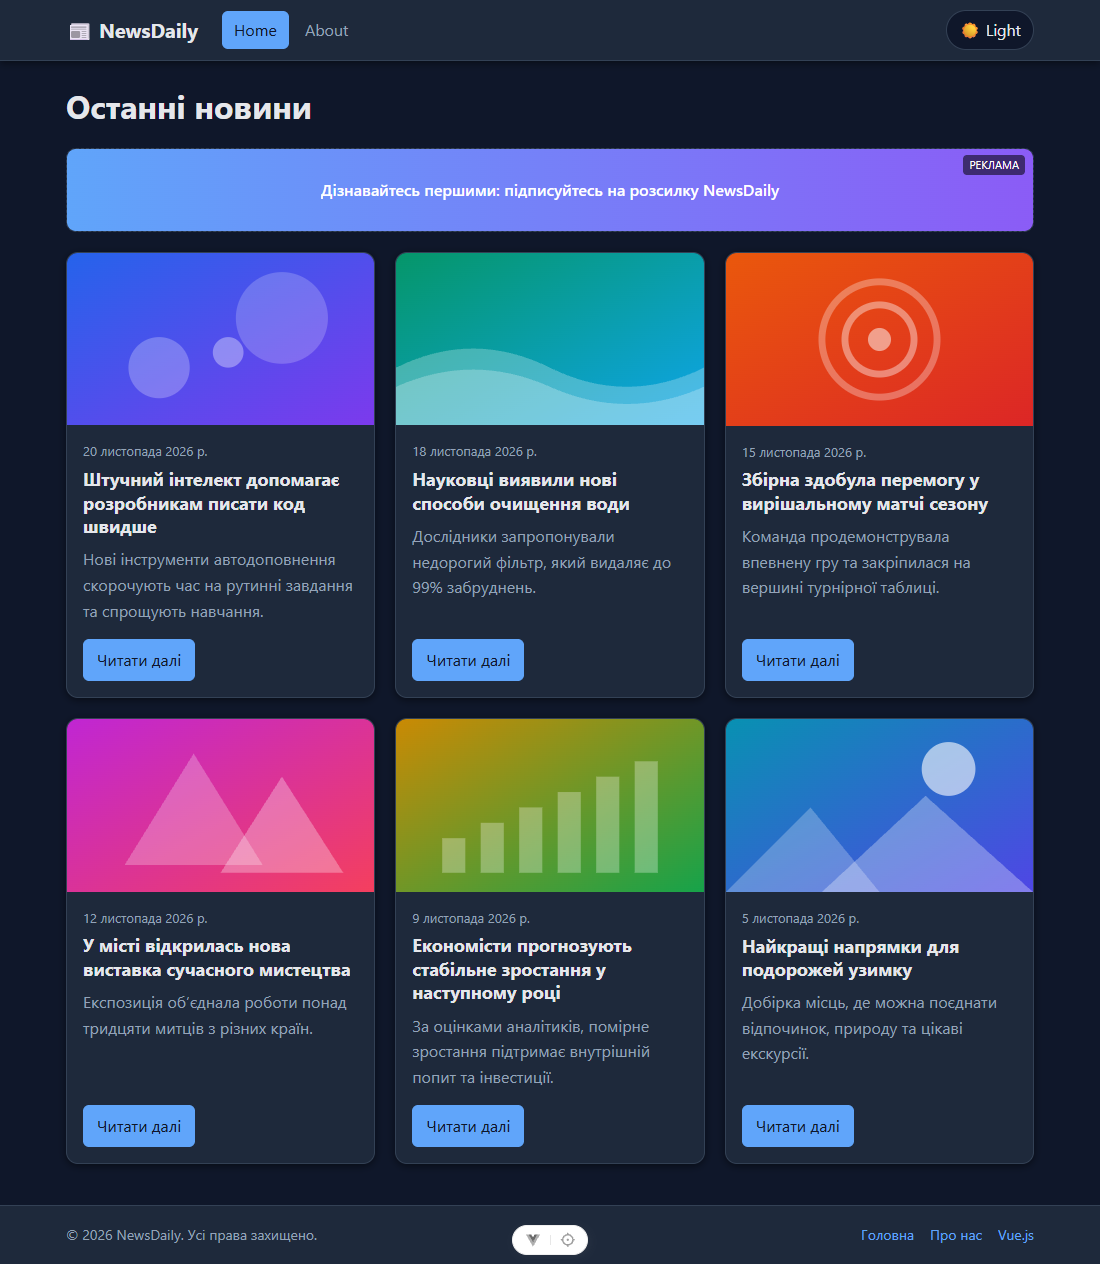 NewsDaily
Home
About
Light
Останні новини
РЕКЛАМА
Дізнавайтесь першими: підписуйтесь на розсилку NewsDaily
20 листопада 2026 р.
Штучний інтелект допомагає
розробникам писати код
швидше
Нові інструменти автодоповнення
скорочують час на рутинні завдання
та спрощують навчання.
Читати далі
18 листопада 2026 р.
Науковці виявили нові
способи очищення води
Дослідники запропонували
недорогий фільтр, який видаляє до
99% забруднень.
Читати далі
15 листопада 2026 р.
Збірна здобула перемогу у
вирішальному матчі сезону
Команда продемонструвала
впевнену гру та закріпилася на
вершині турнірної таблиці.
Читати далі
12 листопада 2026 р.
У місті відкрилась нова
виставка сучасного мистецтва
Експозиція об’єднала роботи понад
тридцяти митців з різних країн.
Читати далі
9 листопада 2026 р.
Економісти прогнозують
стабільне зростання у
наступному році
За оцінками аналітиків, помірне
зростання підтримає внутрішній
попит та інвестиції.
Читати далі
5 листопада 2026 р.
Найкращі напрямки для
подорожей узимку
Добірка місць, де можна поєднати
відпочинок, природу та цікаві
екскурсії.
Читати далі
© 2026 NewsDaily. Усі права захищено.
Головна
Про нас
Vue.js